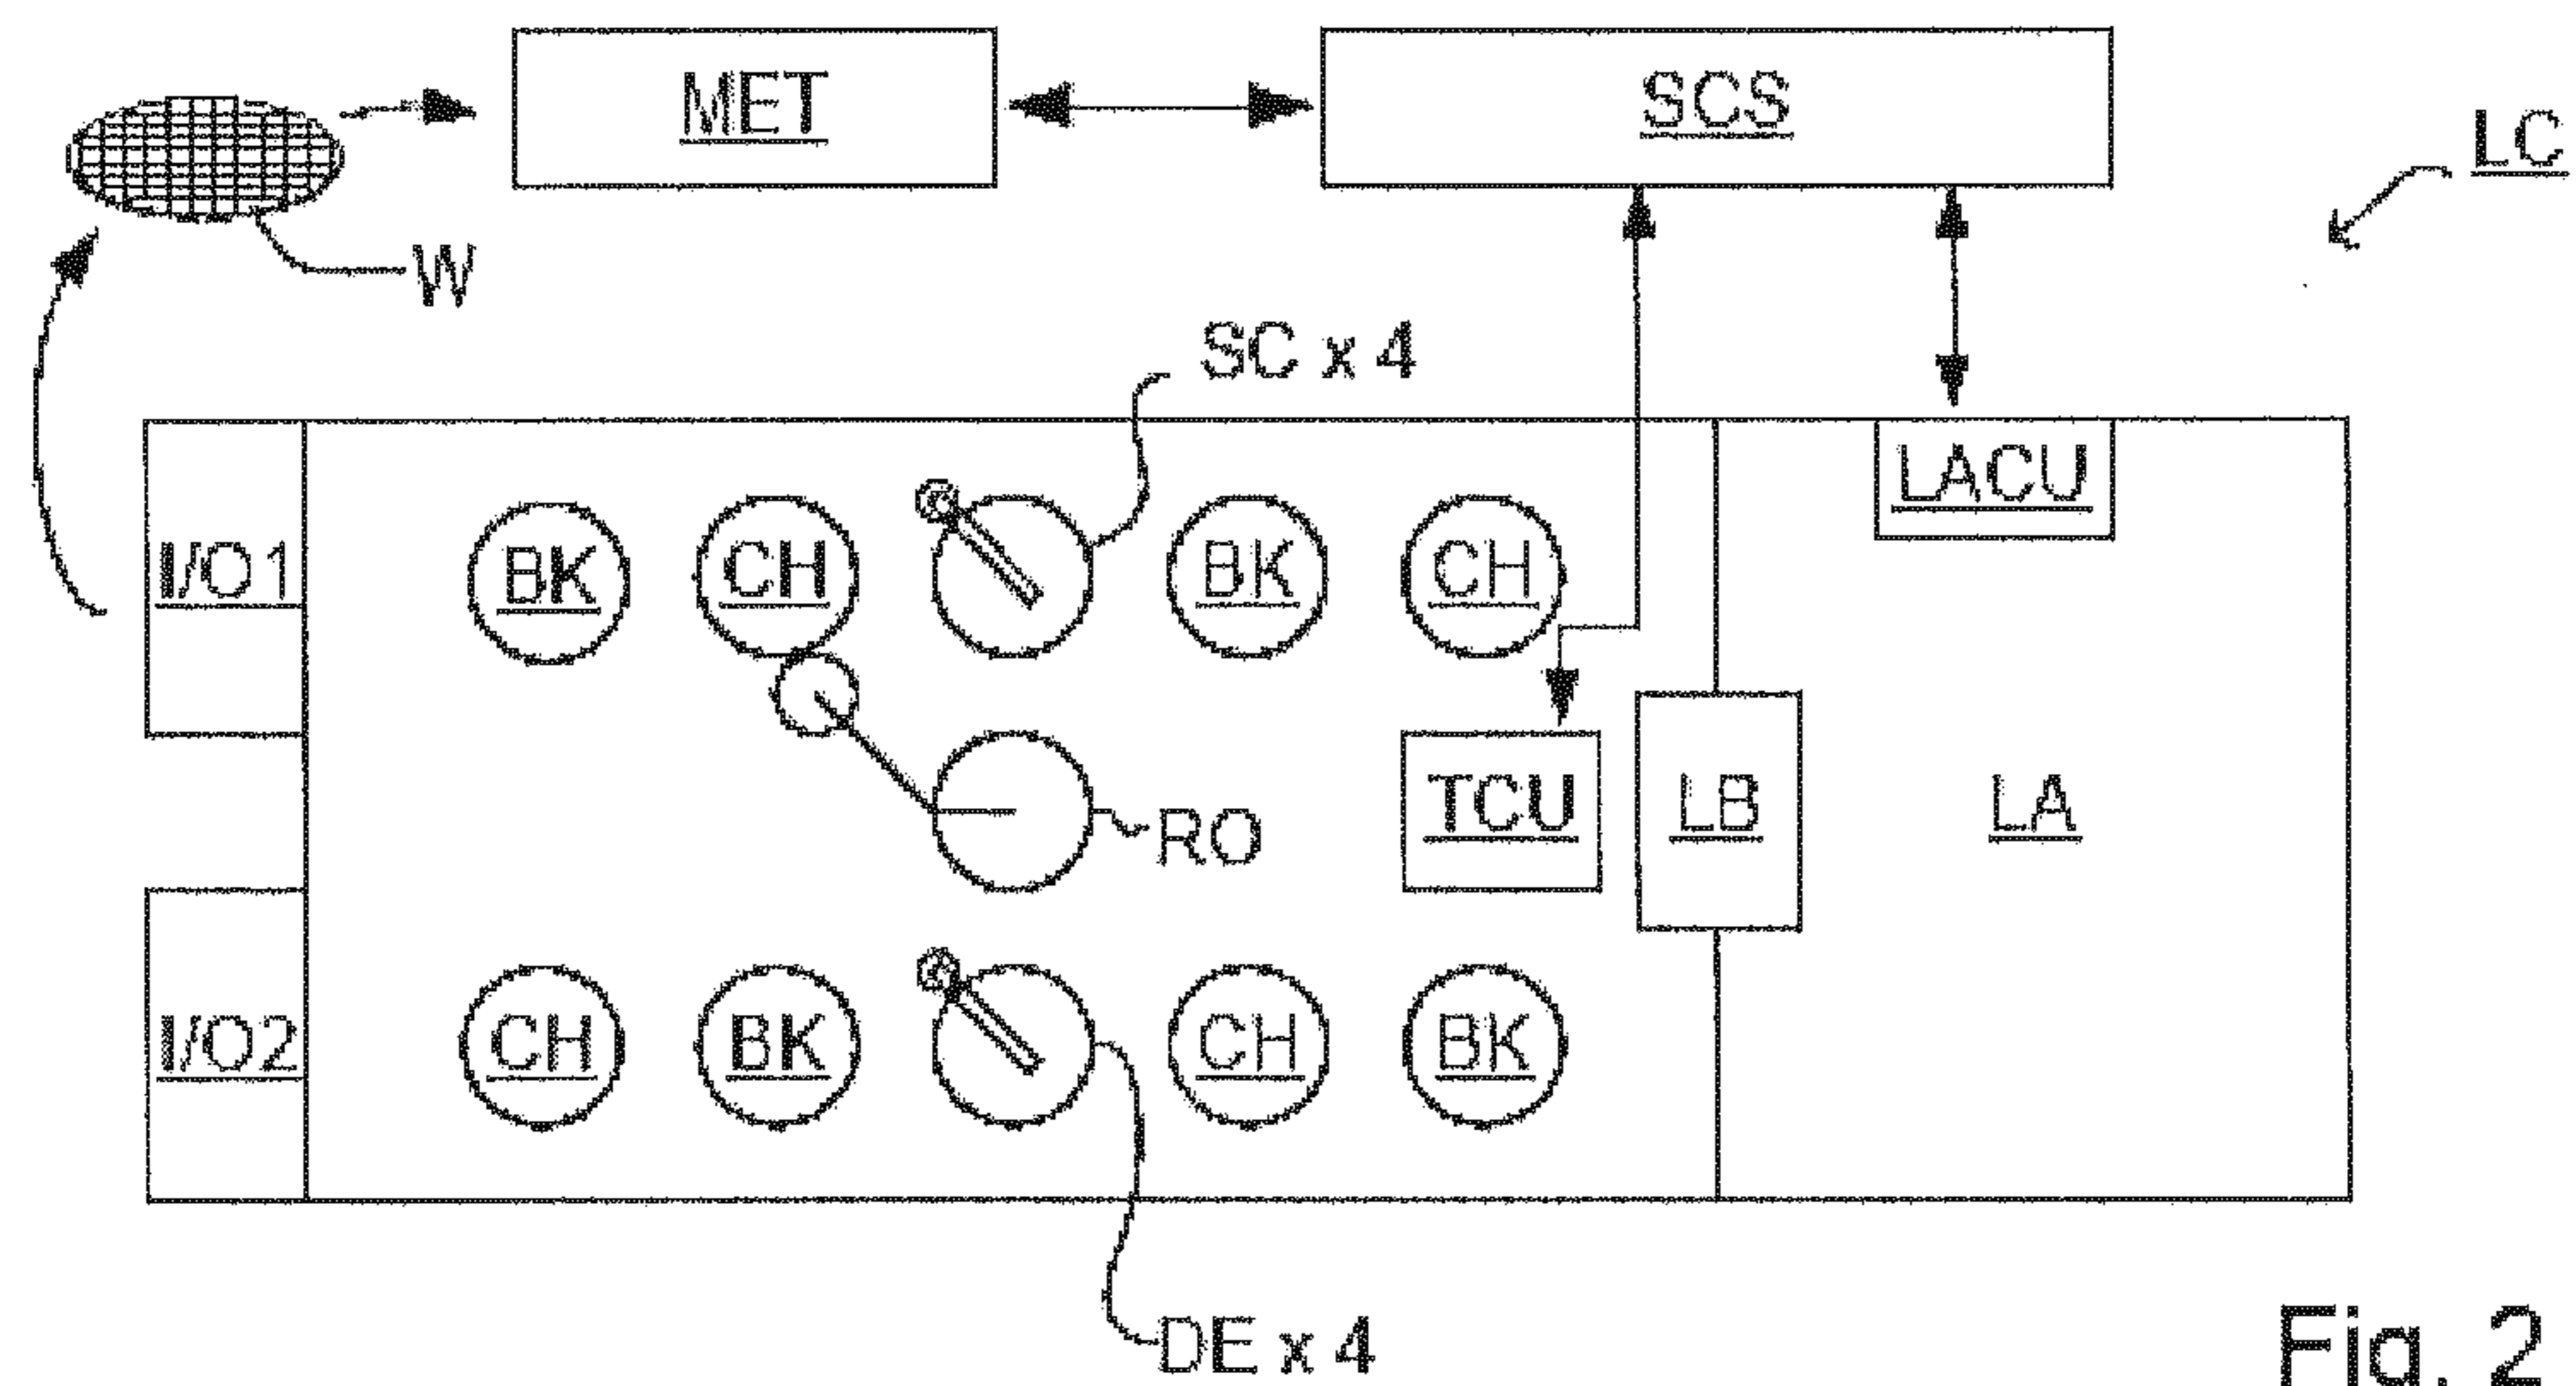 MET
SCS
LC
W
SC x 4
LACU
I/O1
BK
CH
BK
CH
RO
TCU
LB
LA
I/O2
CH
BK
CH
BK
DE x 4
Fig. 2